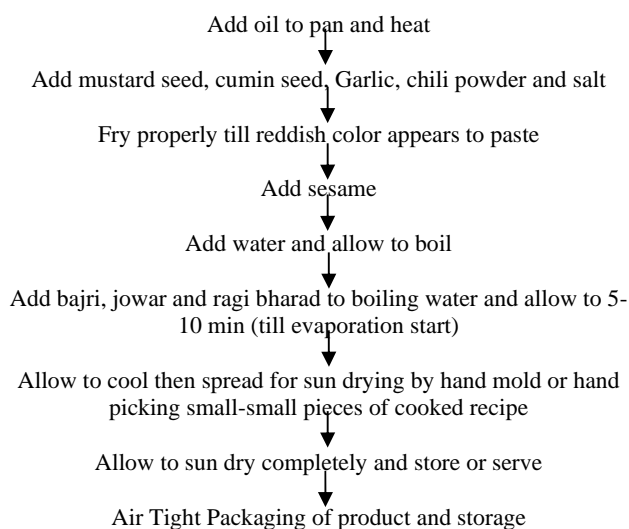 Add oil to pan and heat
Add mustard seed, cumin seed, Garlic, chili powder and salt
Fry properly till reddish color appears to paste
Add sesame
Add water and allow to boil
Add bajri, jowar and ragi bharad to boiling water and allow to 5-
10 min (till evaporation start)
Allow to cool then spread for sun drying by hand mold or hand
picking small-small pieces of cooked recipe
Allow to sun dry completely and store or serve
Air Tight Packaging of product and storage